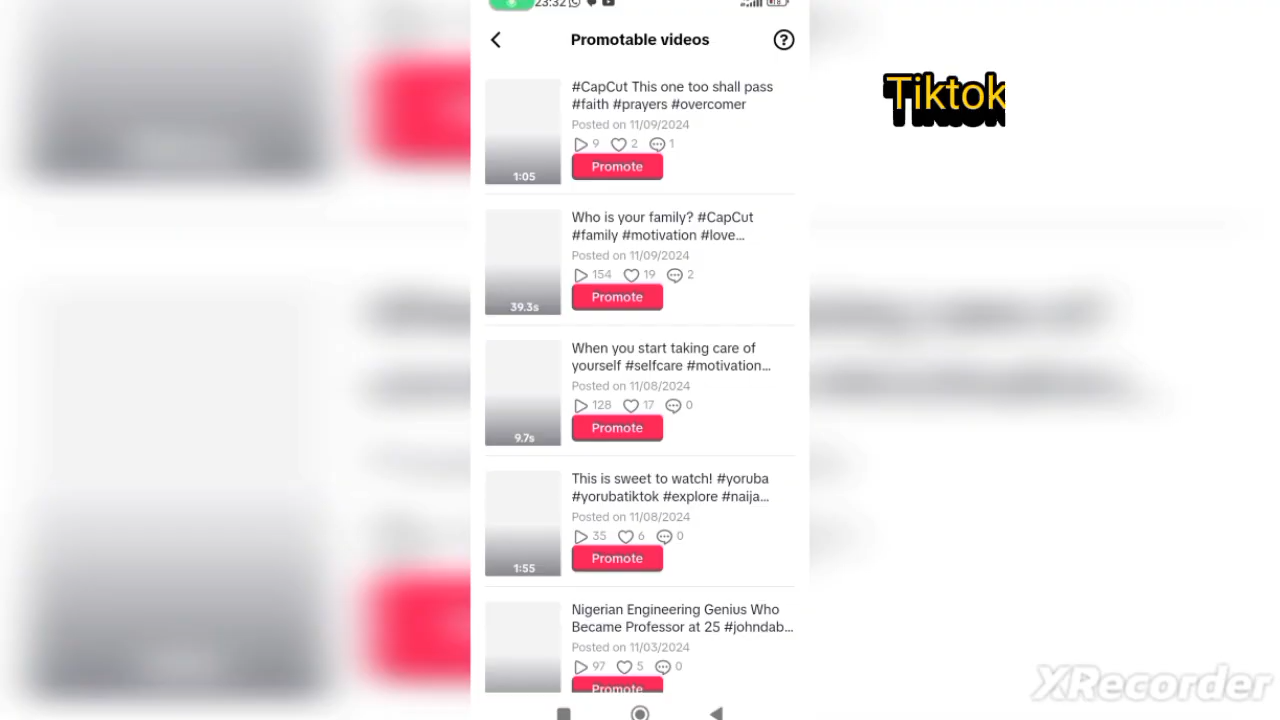 23:32
Promotable videos
Tiktok
#CapCut This one too shall pass
#faith #prayers #overcomer
Posted on 11/09/2024
9 2 1
Promote
1:05
Who is your family? #CapCut
#family #motivation #love...
Posted on 11/09/2024
154 19 2
Promote
39.3s
When you start taking care of
yourself #selfcare #motivation...
Posted on 11/08/2024
128 17 0
Promote
9.7s
This is sweet to watch! #yoruba
#yorubatiktok #explore #naija...
Posted on 11/08/2024
35 6 0
Promote
1:55
Nigerian Engineering Genius Who
Became Professor at 25 #johndab...
Posted on 11/03/2024
97 5 0
Promote
XRecorder